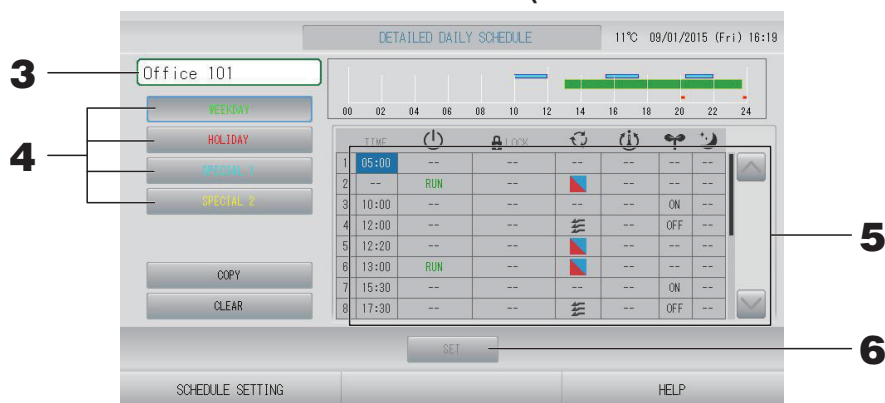 DETAILED DAILY SCHEDULE 11℃ 09/01/2015 (Fri) 16:19
3 Office 101
00 02 04 06 08 10 12 14 16 18 20 22 24
4
WEEKDAY
HOLIDAY
SPECIAL 1
SPECIAL 2
COPY
CLEAR
TIME LOCK
1 05:00 -- -- -- -- -- --
2 -- RUN -- -- -- --
3 10:00 -- -- -- -- ON --
4 12:00 -- -- -- OFF --
5 12:20 -- -- -- -- --
6 13:00 RUN -- -- -- --
7 15:30 -- -- -- -- ON --
8 17:30 -- -- -- OFF --
5
SET 6
SCHEDULE SETTING HELP